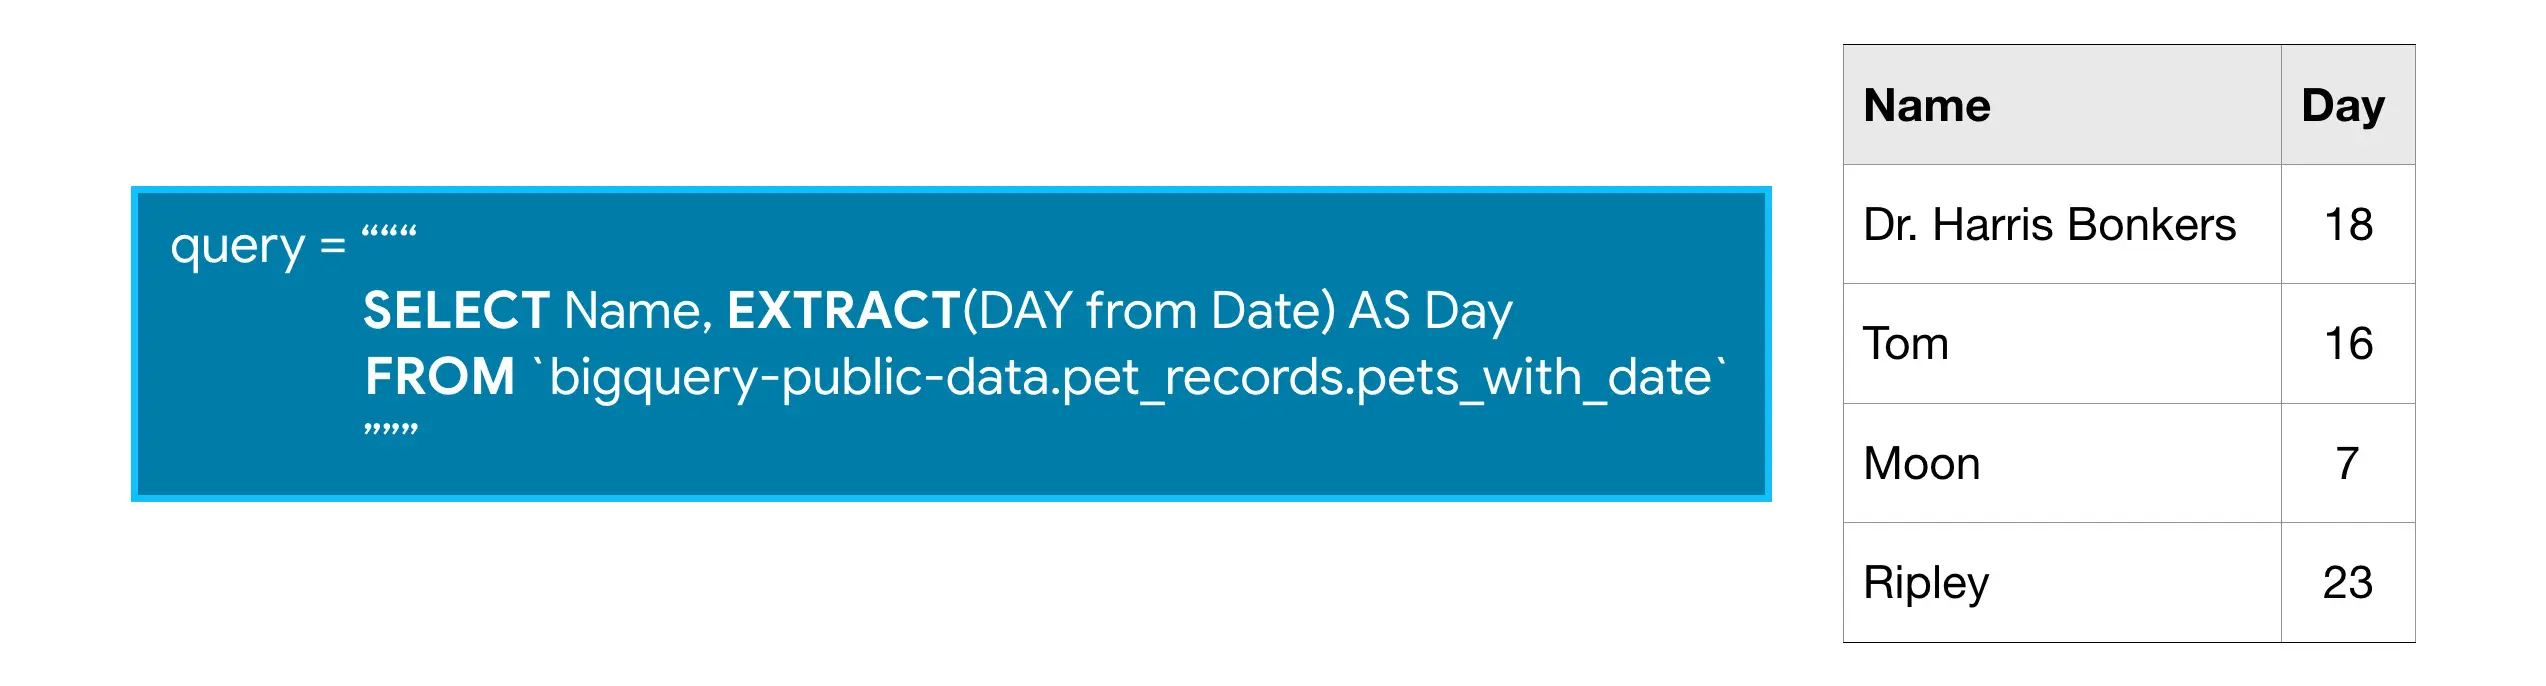 query = “““
SELECT Name, EXTRACT(DAY from Date) AS Day
FROM `bigquery-public-data.pet_records.pets_with_date`
”””
Name Day
Dr. Harris Bonkers 18
Tom 16
Moon 7
Ripley 23